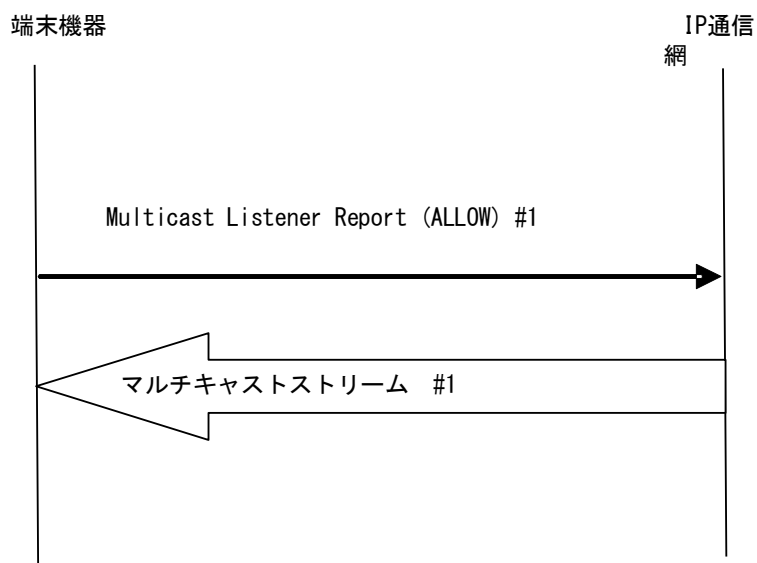 端末機器
IP通信
網
Multicast Listener Report (ALLOW) #1
マルチキャストストリーム　#1